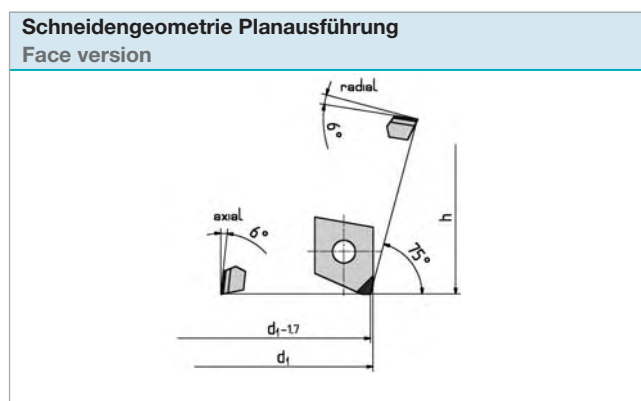 Schneidengeometrie Planausführung
Face version
radial
6°
axial
6°
h
75°
d₁-1.7
d₁